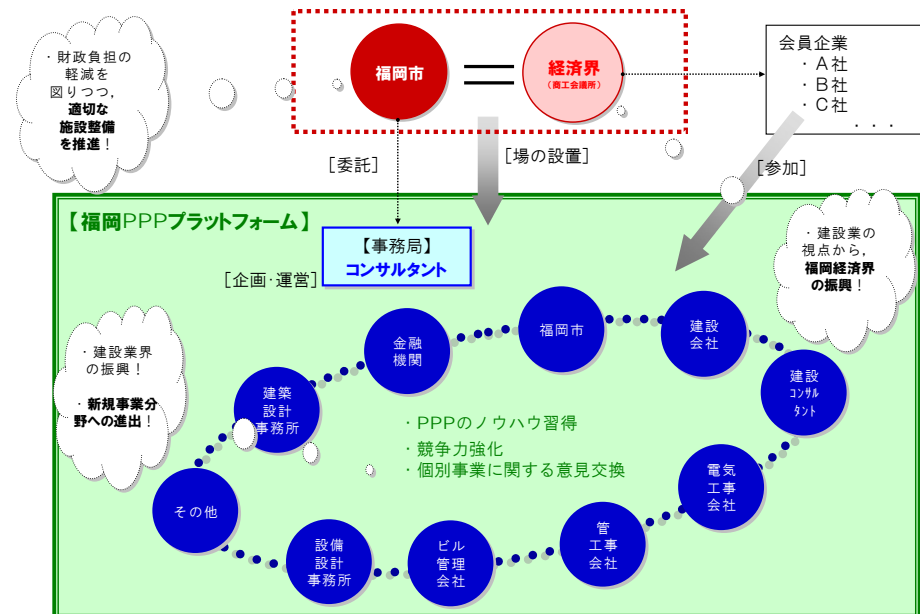 ・財政負担の
軽減を
図りつつ，
適切な
施設整備
を推進！
福岡市
経済界
（商工会議所）
会員企業
・Ａ社
・Ｂ社
・Ｃ社
・・・
［委託］
［場の設置］
［参加］
【福岡PPPプラットフォーム】
【事務局】
コンサルタント
［企画・運営］
・建設業の
視点から，
福岡経済界
の振興！
・建設業界
の振興！
・新規事業分
野への進出！
福岡市
建設
会社
金融
機関
建設
ｺﾝｻﾙ
ﾀﾝﾄ
建築
設計
事務所
・PPPのノウハウ習得
・競争力強化
・個別事業に関する意見交換
電気
工事
会社
その他
管
工事
会社
設備
設計
事務所
ビル
管理
会社